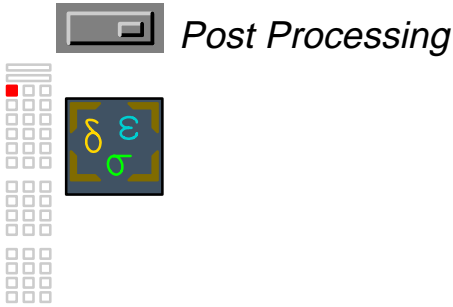 Post Processing
δ ε
σ